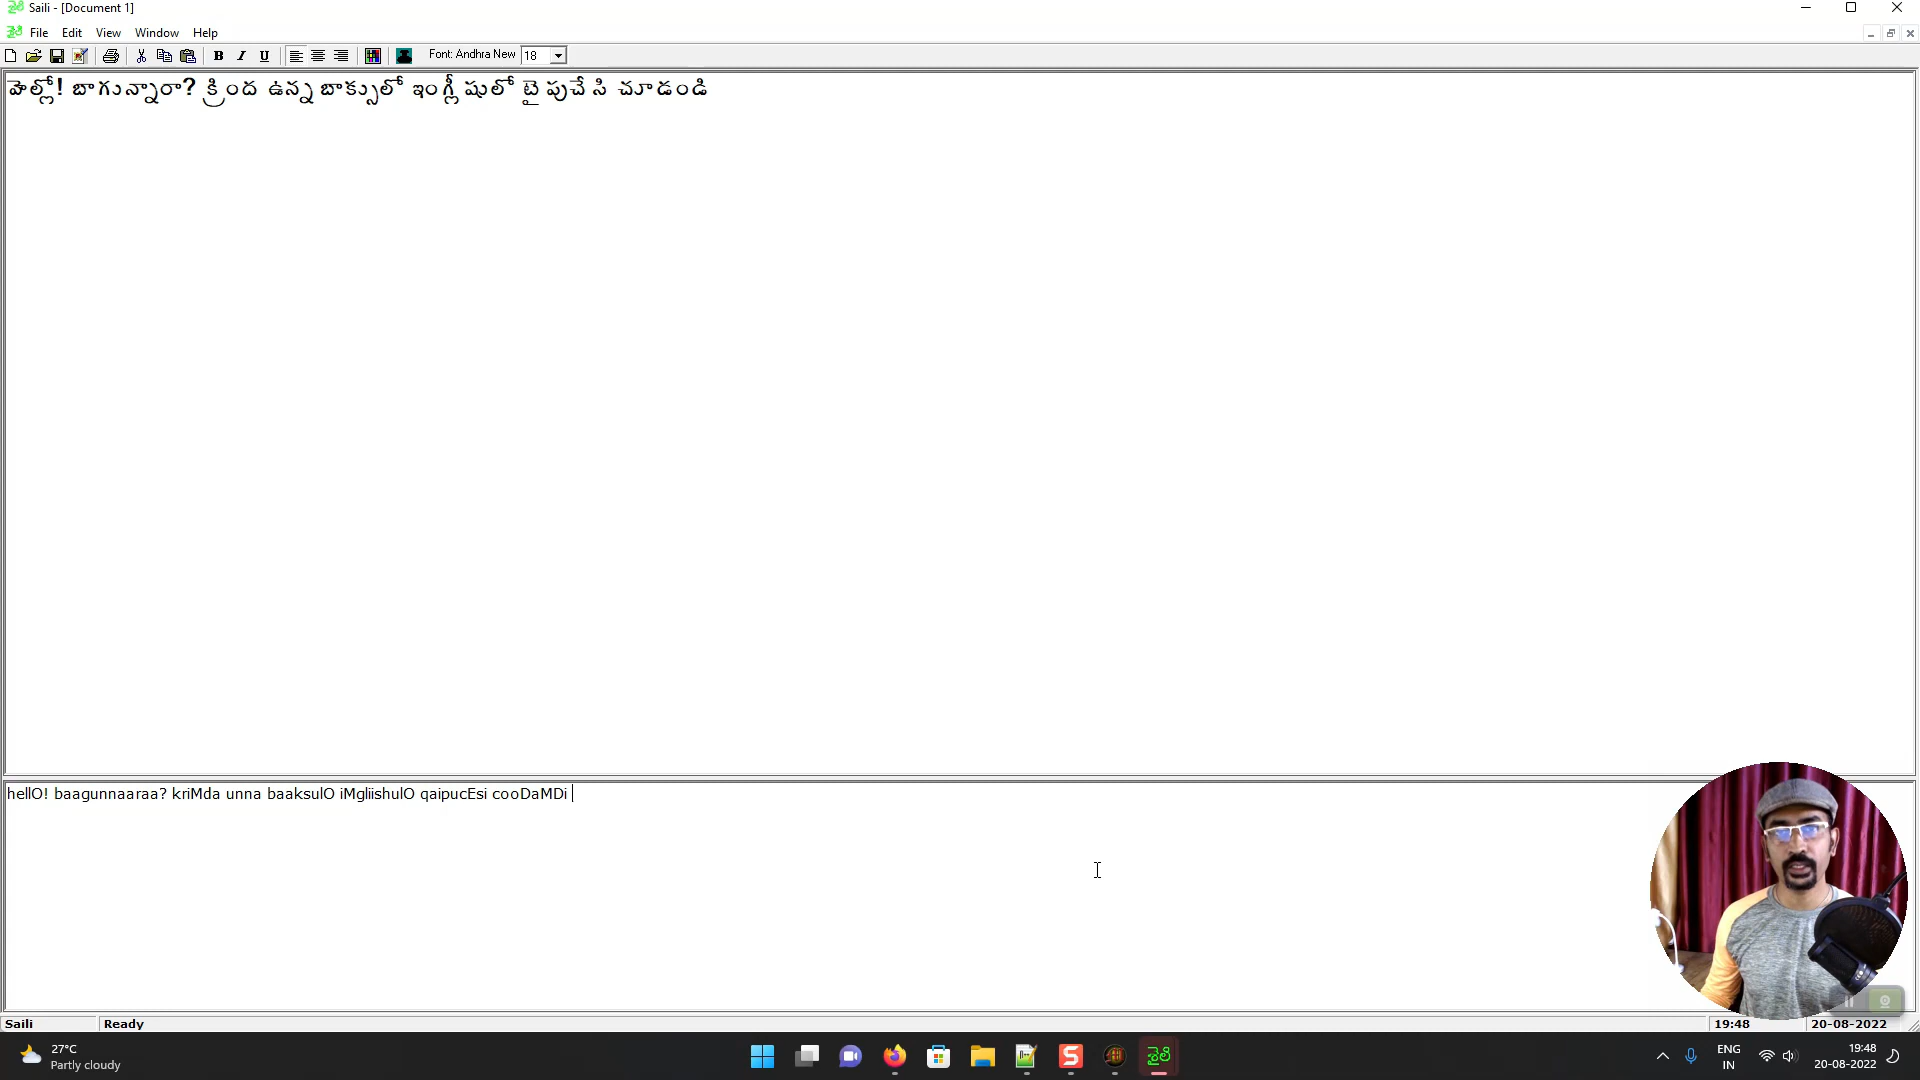 Saili - [Document 1]
File Edit View Window Help
B I U Font: Andhra New 18
హెల్లో! బాగున్నారా? క్రింద ఉన్న బాక్సులో ఇంగ్లీషులో టైపుచేసి చూడండి
hellO! baagunnaaraa? kriMda unna baaksulO iMgliishulO qaipucEsi cooDaMDi
Saili Ready 19:48 20-08-2022
27°C
Partly cloudy
శైలి
ENG
IN
19:48
20-08-2022